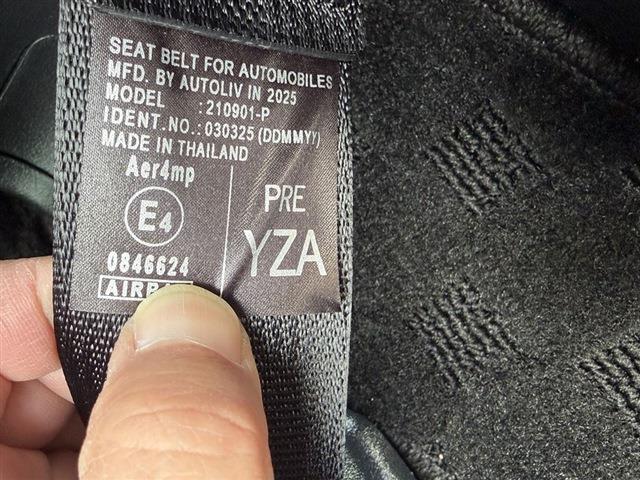 SEAT BELT FOR AUTOMOBILES
MFD. BY AUTOLIV IN 2025
MODEL :210901-P
IDENT.NO.:030325 (DDMMYY)
MADE IN THAILAND
Aer4mp
E4
0846624
PRE
YZA